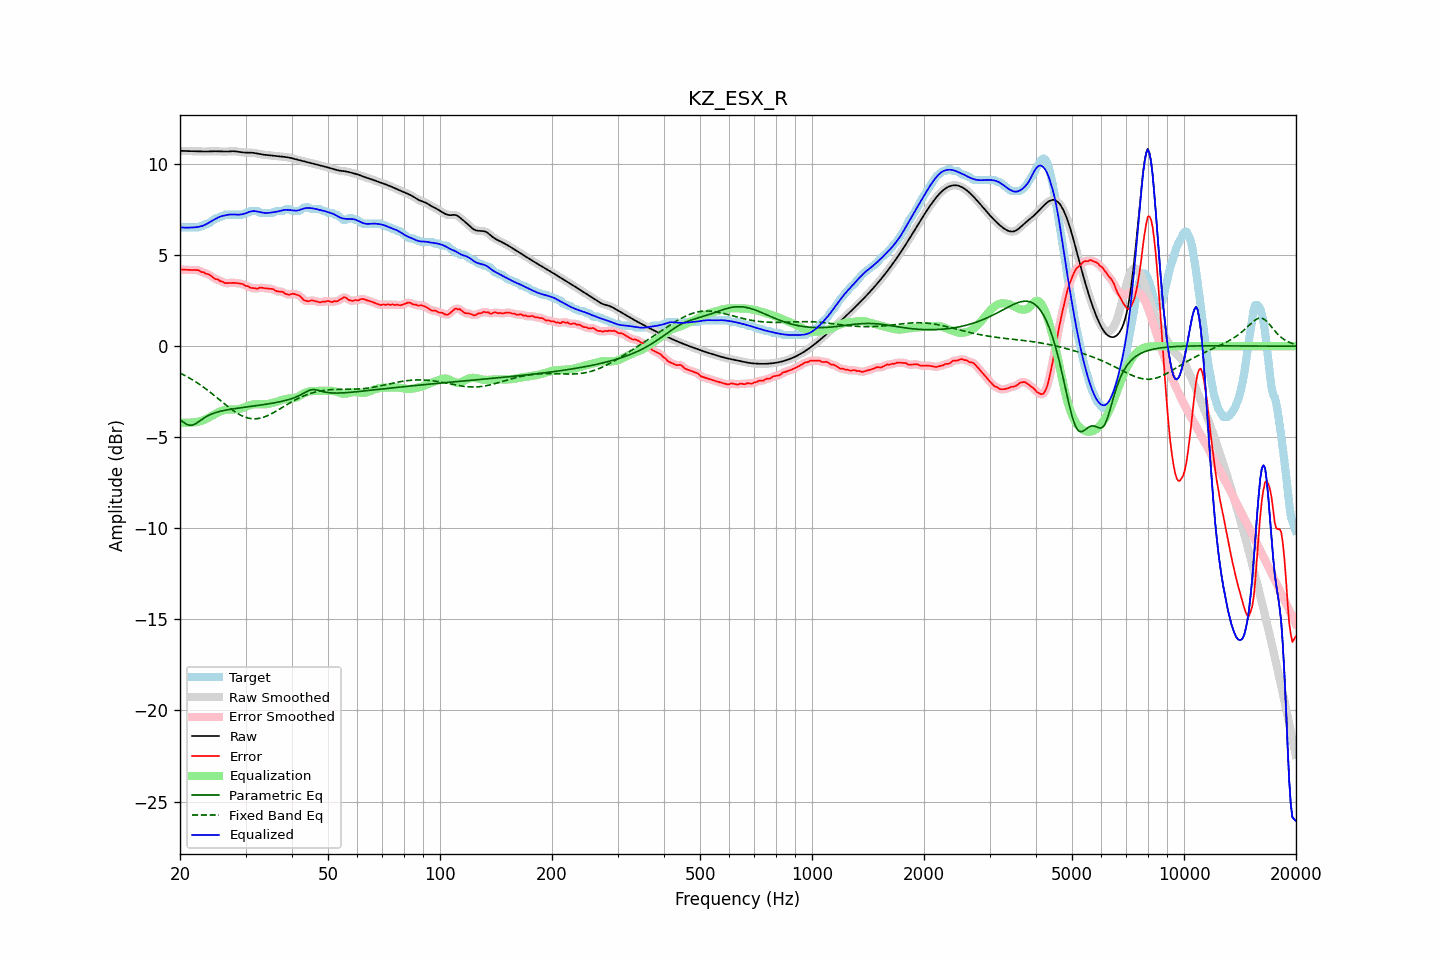 KZ_ESX_R
Amplitude (dBr)
10
5
0
−5
−10
−15
−20
−25
Target
Raw Smoothed
Error Smoothed
Raw
Error
Equalization
Parametric Eq
Fixed Band Eq
Equalized
20 50 100 200 500 1000 2000 5000 10000 20000
Frequency (Hz)